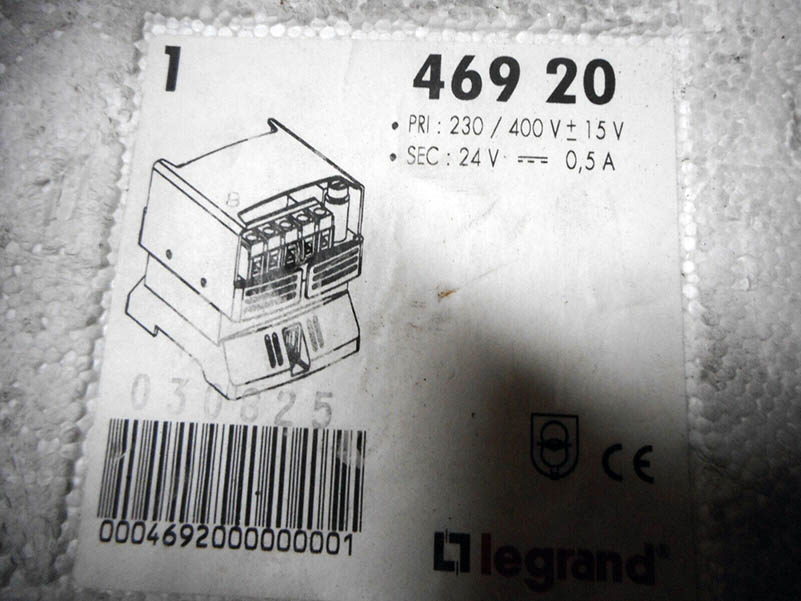 1
469 20
• PRI : 230 / 400 V ± 15 V
• SEC : 24 V ⎓ 0,5 A
B
030825
0004692000000001
CE
legrand®